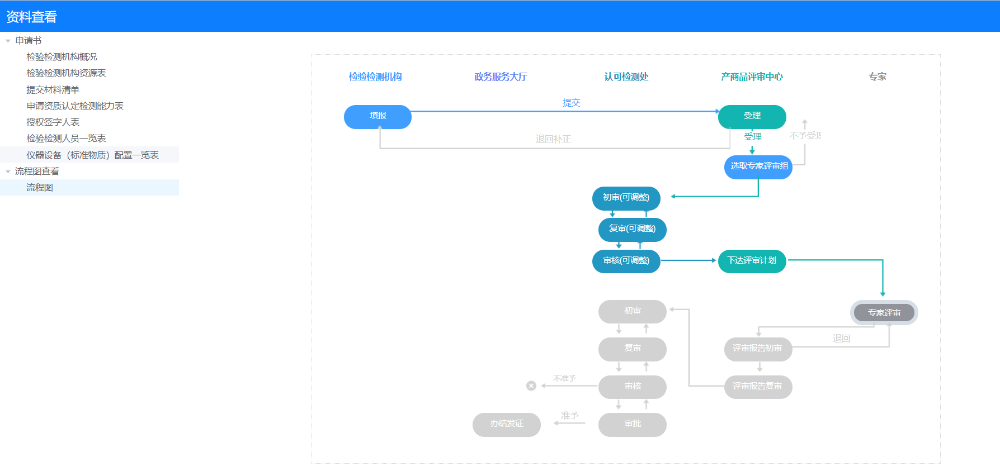 资料查看
申请书
检验检测机构概况
检验检测机构资源表
提交材料清单
申请资质认定检测能力表
授权签字人表
检验检测人员一览表
仪器设备（标准物质）配置一览表
流程图查看
流程图
检验检测机构 政务服务大厅 认可检测处 产商品评审中心 专家
提交
填报 受理
退回补正 受理 不予受理
选取专家评审组
初审(可调整)
复审(可调整)
审核(可调整) 下达评审计划
初审 专家评审
退回
复审 评审报告初审
不准予
审核 评审报告复审
准予
办结发证 审批